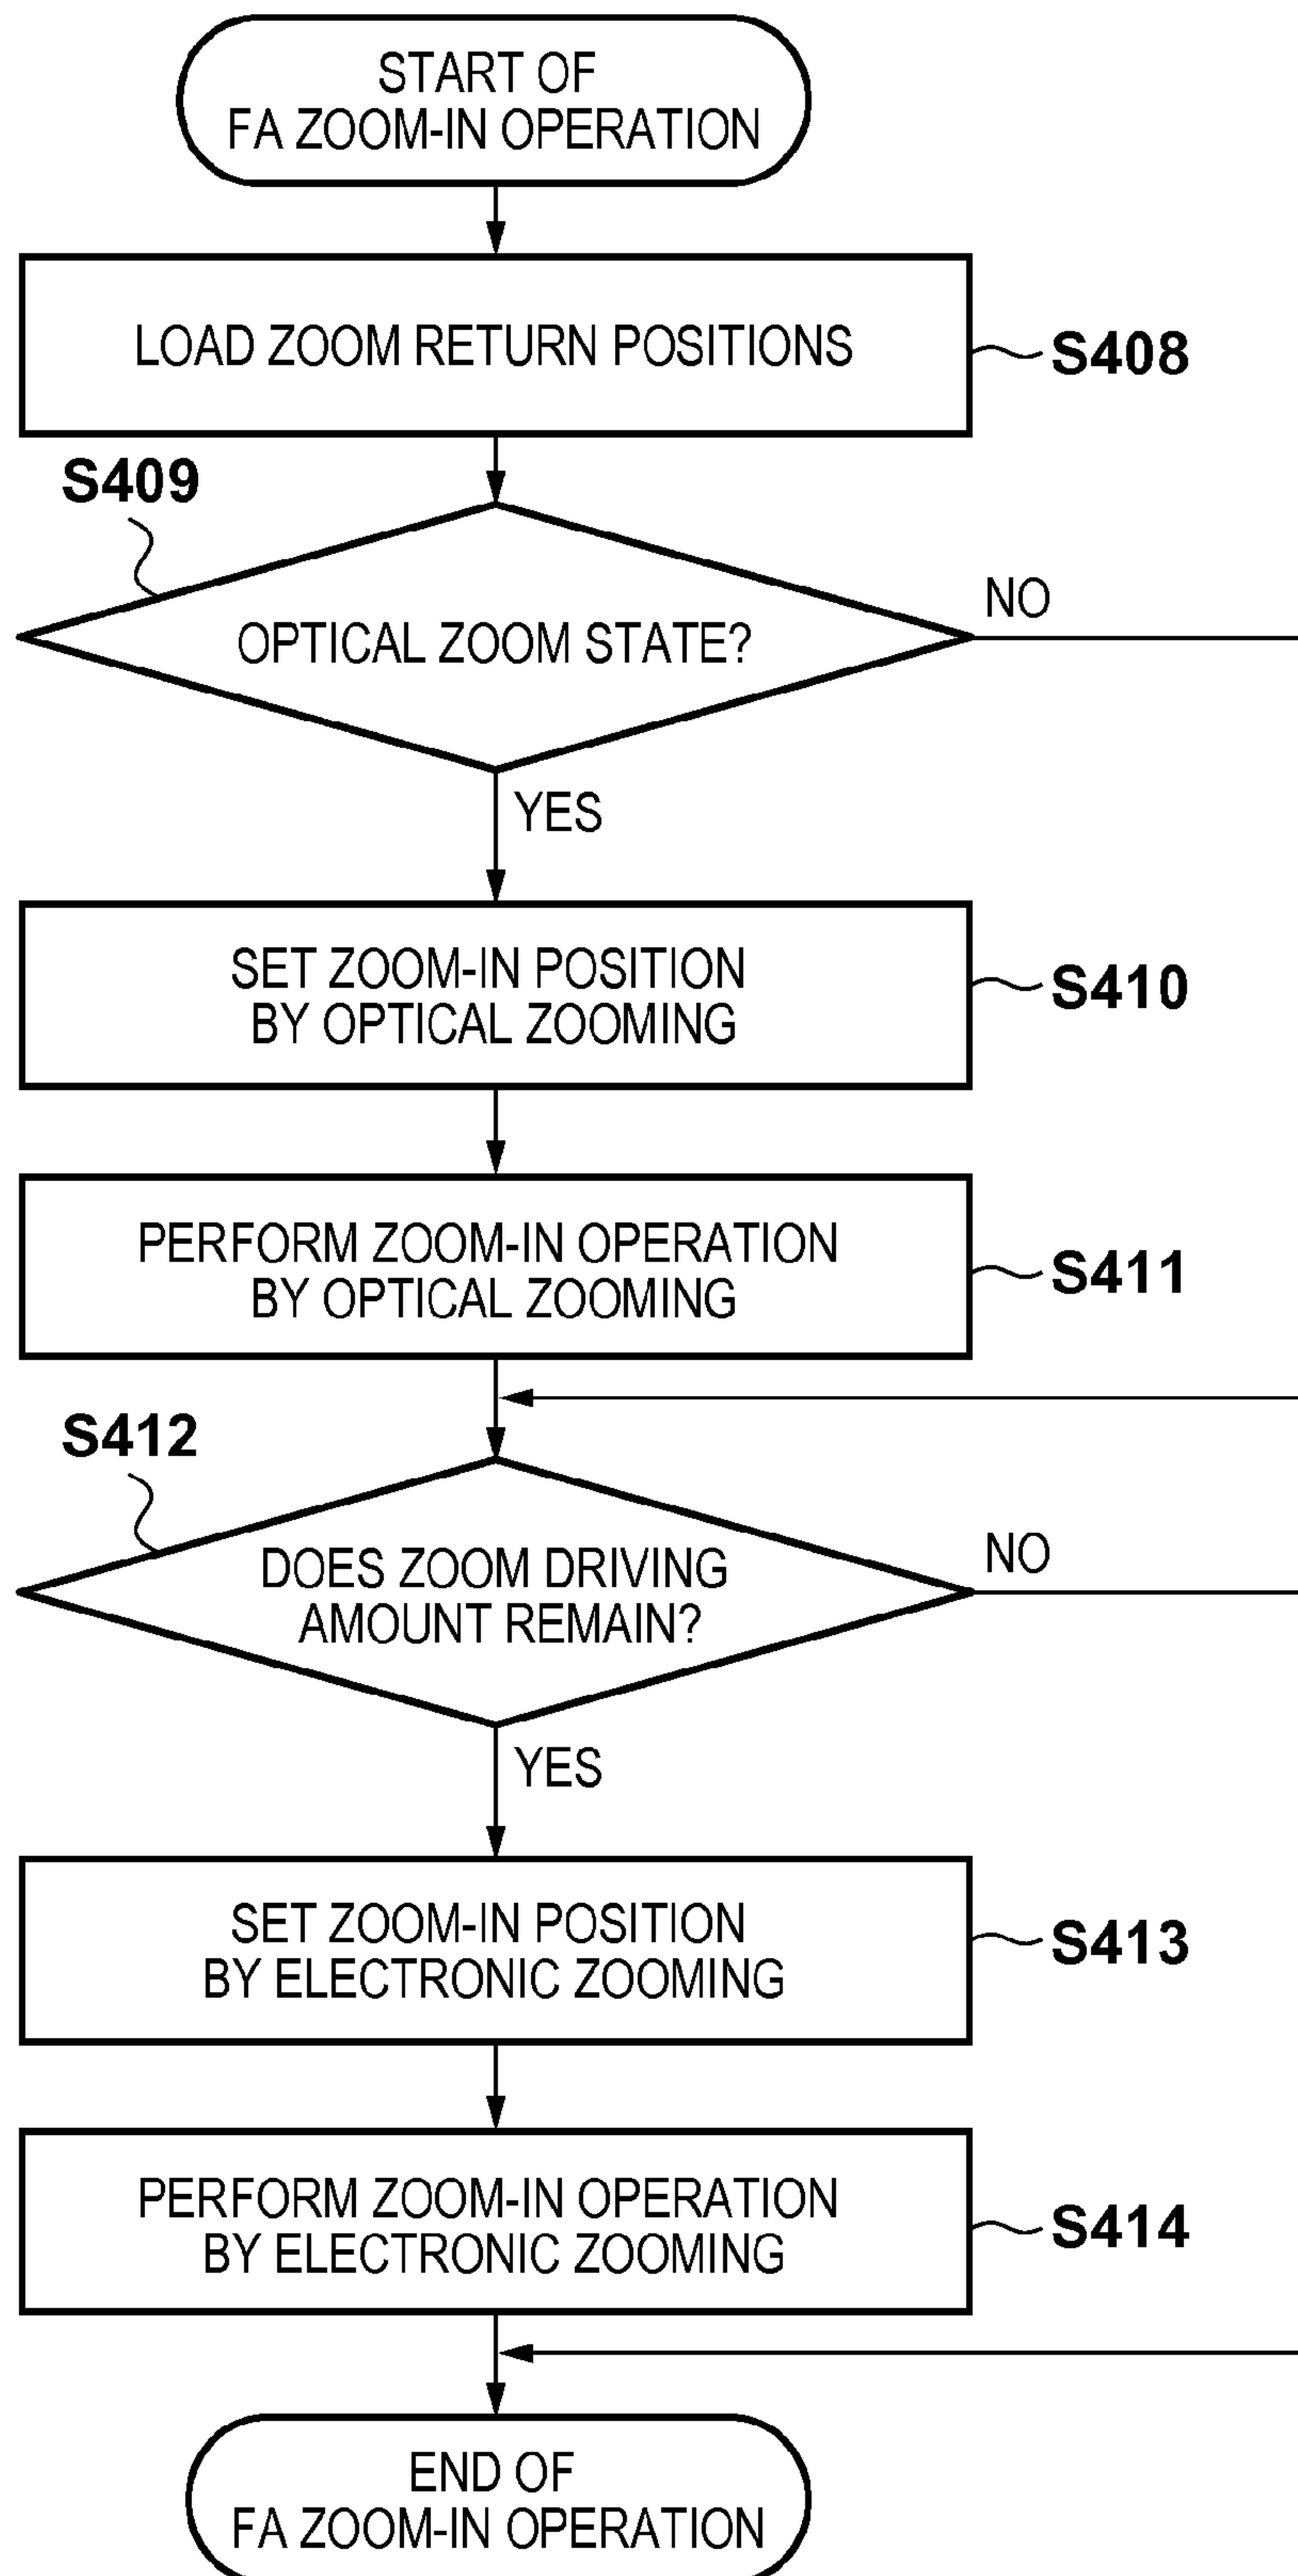 START OF
FA ZOOM-IN OPERATION
LOAD ZOOM RETURN POSITIONS
S408
S409
OPTICAL ZOOM STATE?
NO
YES
SET ZOOM-IN POSITION
BY OPTICAL ZOOMING
S410
PERFORM ZOOM-IN OPERATION
BY OPTICAL ZOOMING
S411
S412
DOES ZOOM DRIVING
AMOUNT REMAIN?
NO
YES
SET ZOOM-IN POSITION
BY ELECTRONIC ZOOMING
S413
PERFORM ZOOM-IN OPERATION
BY ELECTRONIC ZOOMING
S414
END OF
FA ZOOM-IN OPERATION